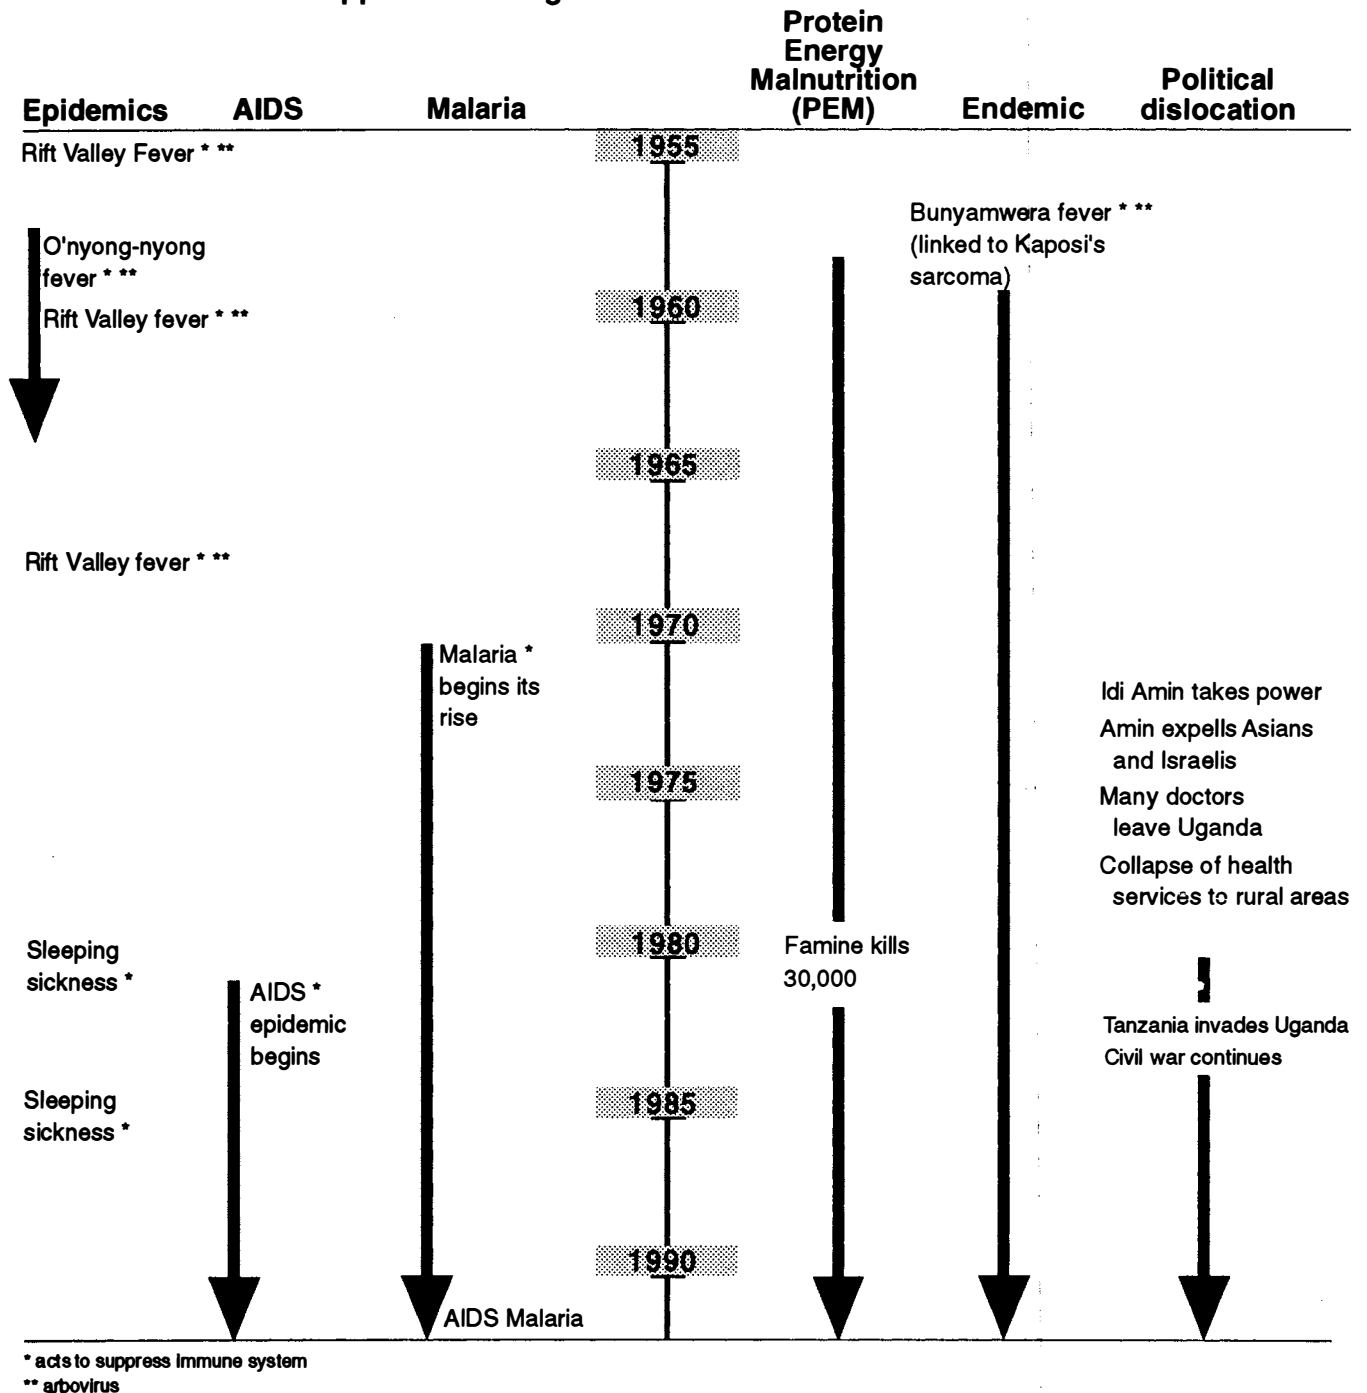 Protein
Energy
Malnutrition
(PEM)
Epidemics
AIDS
Malaria
Endemic
Political
dislocation
Rift Valley Fever * **
1955
Bunyamwera fever * **
(linked to Kaposi's
sarcoma)
O'nyong-nyong
fever * **
Rift Valley fever * **
1960
1965
Rift Valley fever * **
1970
Malaria *
begins its
rise
Idi Amin takes power
Amin expells Asians
and Israelis
1975
Many doctors
leave Uganda
Collapse of health
services to rural areas
Sleeping
sickness *
1980
Famine kills
30,000
AIDS *
epidemic
begins
Tanzania invades Uganda
Civil war continues
Sleeping
sickness *
1985
1990
AIDS Malaria
* acts to suppress immune system
** arbovirus